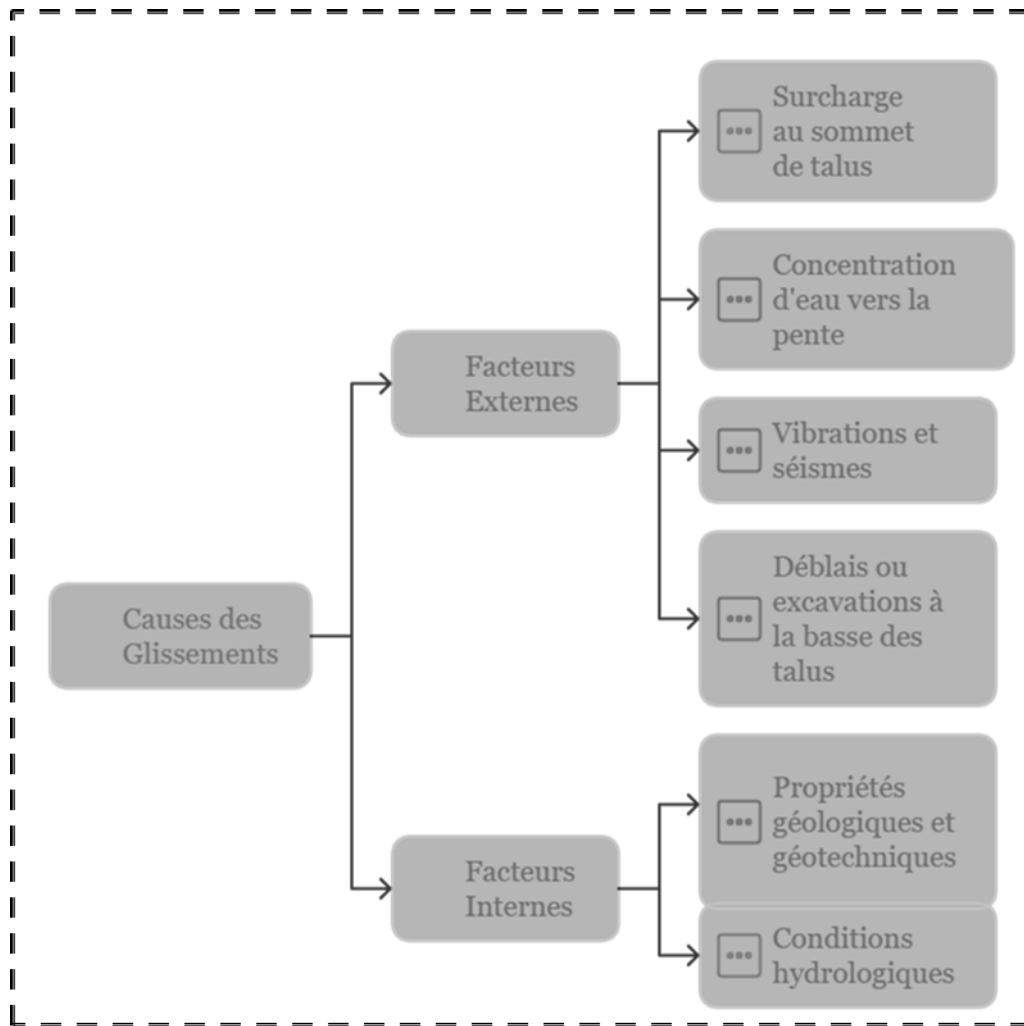 Causes des
Glissements
Facteurs
Externes
Surcharge
au sommet
de talus
Concentration
d'eau vers la
pente
Vibrations et
séismes
Déblais ou
excavations à
la basse des
talus
Facteurs
Internes
Propriétés
géologiques et
géotechniques
Conditions
hydrologiques